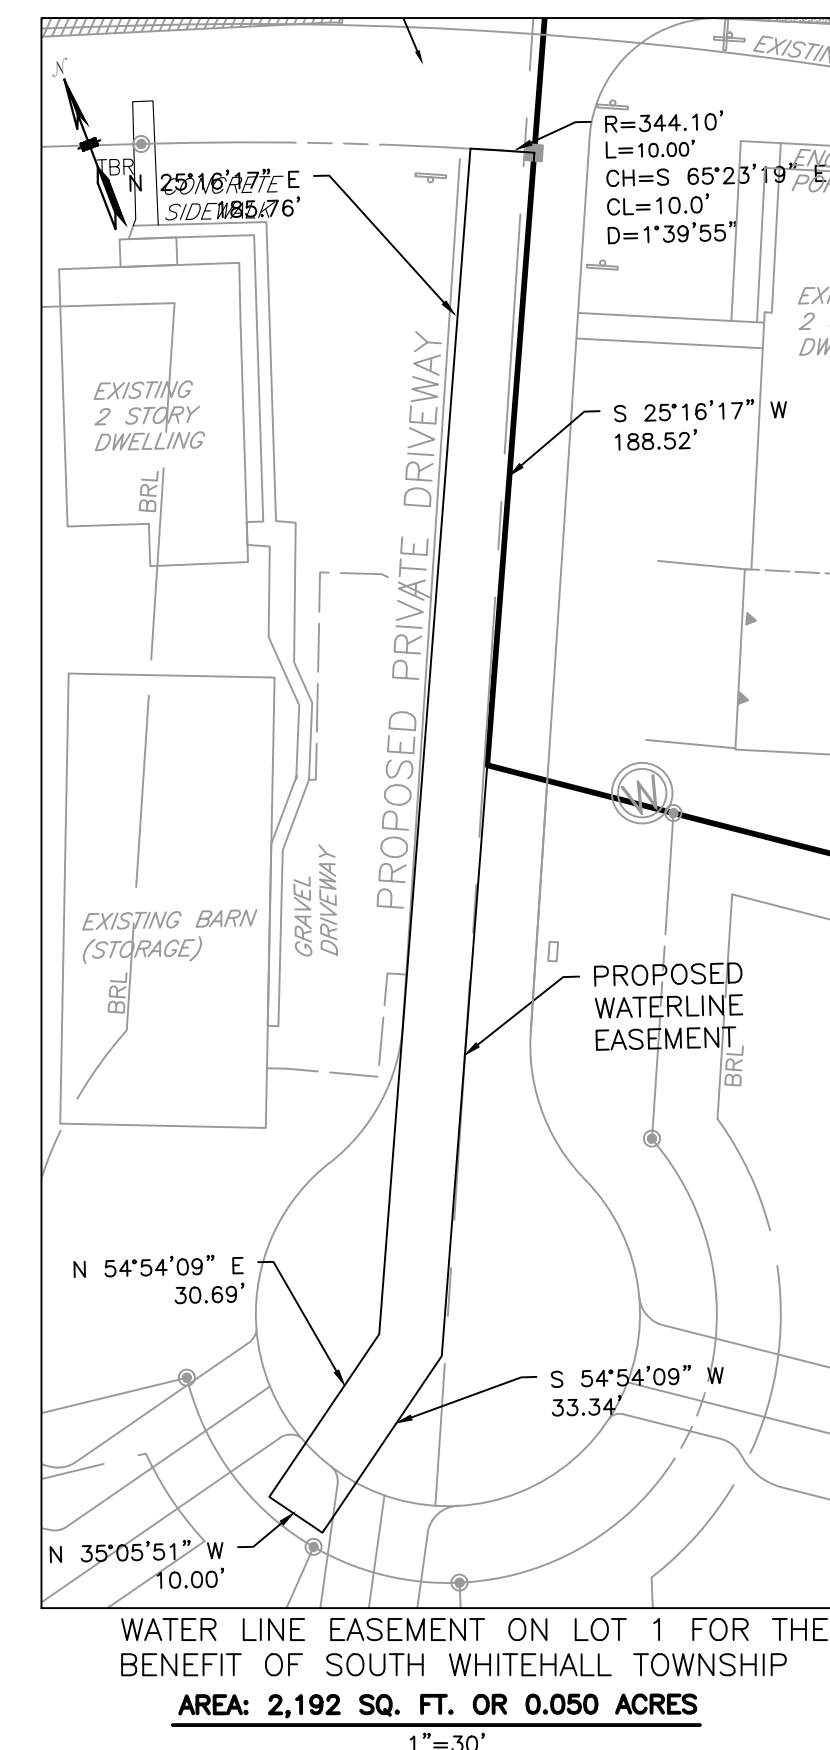 EXISTIN
N
R=344.10'
L=10.00'
CH=S 65°23'19" E
CL=10.0'
D=1°39'55"
TBR
N 25°16'17" E
185.76'
CONCRETE
SIDEWALK
EXISTING
2 STORY
DWELLING
BRL
S 25°16'17" W
188.52'
PROPOSED PRIVATE DRIVEWAY
W
GRAVEL
DRIVEWAY
EXISTING BARN
(STORAGE)
BRL
PROPOSED
WATERLINE
EASEMENT
BRL
N 54°54'09" E
30.69'
S 54°54'09" W
33.34'
N 35°05'51" W
10.00'
WATER LINE EASEMENT ON LOT 1 FOR THE
BENEFIT OF SOUTH WHITEHALL TOWNSHIP
AREA: 2,192 SQ. FT. OR 0.050 ACRES
1"=30'